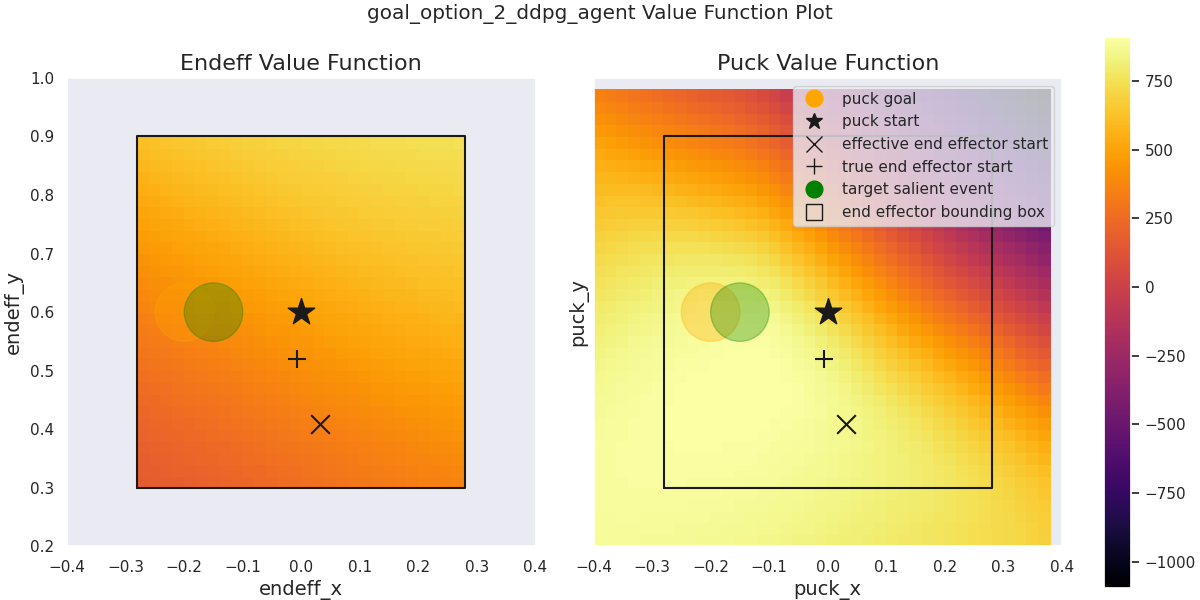 goal_option_2_ddpg_agent Value Function Plot
Endeff Value Function
1.0
0.9
0.8
0.7
0.6
0.5
0.4
0.3
0.2
endeff_y
−0.4 −0.3 −0.2 −0.1 0.0 0.1 0.2 0.3 0.4
endeff_x
Puck Value Function
puck goal
puck start
effective end effector start
true end effector start
target salient event
end effector bounding box
puck_y
−0.4 −0.3 −0.2 −0.1 0.0 0.1 0.2 0.3 0.4
puck_x
750
500
250
0
−250
−500
−750
−1000